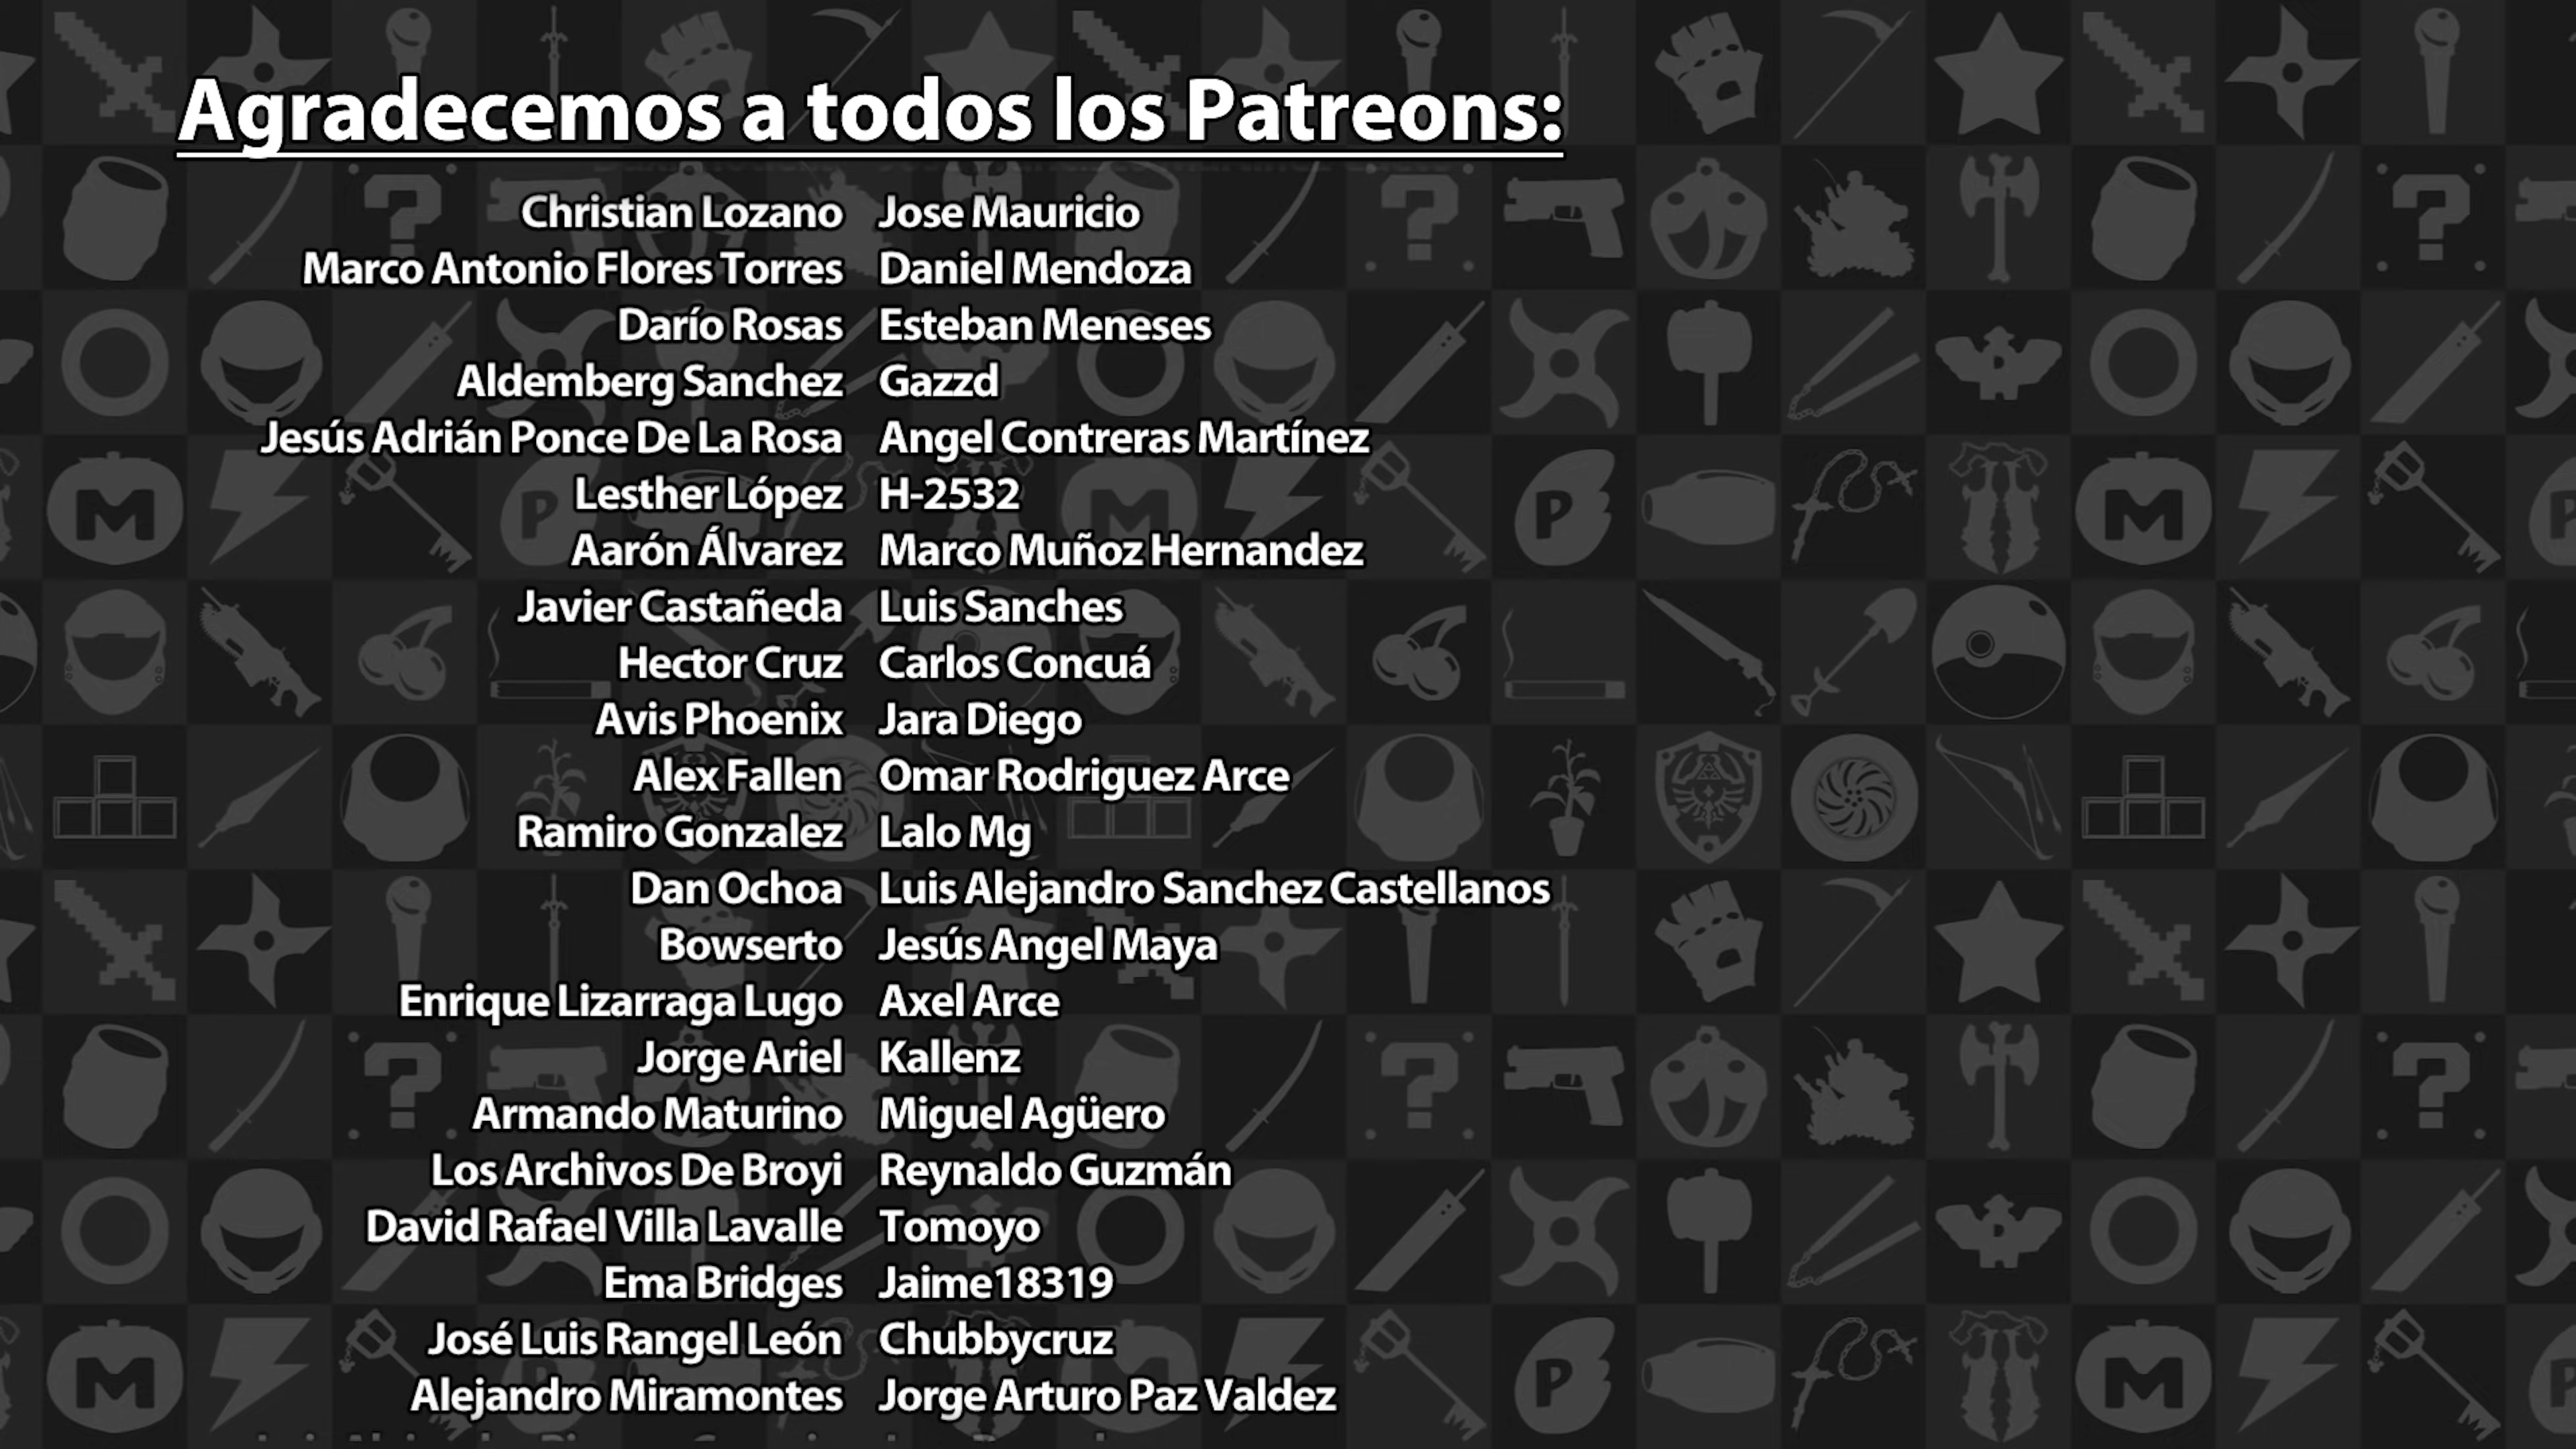 Agradecemos a todos los Patreons:
Christian Lozano Jose Mauricio
Marco Antonio Flores Torres Daniel Mendoza
Darío Rosas Esteban Meneses
Aldemberg Sanchez Gazzd
Jesús Adrián Ponce De La Rosa Angel Contreras Martínez
Lesther López H-2532
Aarón Álvarez Marco Muñoz Hernandez
Javier Castañeda Luis Sanches
Hector Cruz Carlos Concuá
Avis Phoenix Jara Diego
Alex Fallen Omar Rodriguez Arce
Ramiro Gonzalez Lalo Mg
Dan Ochoa Luis Alejandro Sanchez Castellanos
Bowserto Jesús Angel Maya
Enrique Lizarraga Lugo Axel Arce
Jorge Ariel Kallenz
Armando Maturino Miguel Agüero
Los Archivos De Broyi Reynaldo Guzmán
David Rafael Villa Lavalle Tomoyo
Ema Bridges Jaime18319
José Luis Rangel León Chubbycruz
Alejandro Miramontes Jorge Arturo Paz Valdez